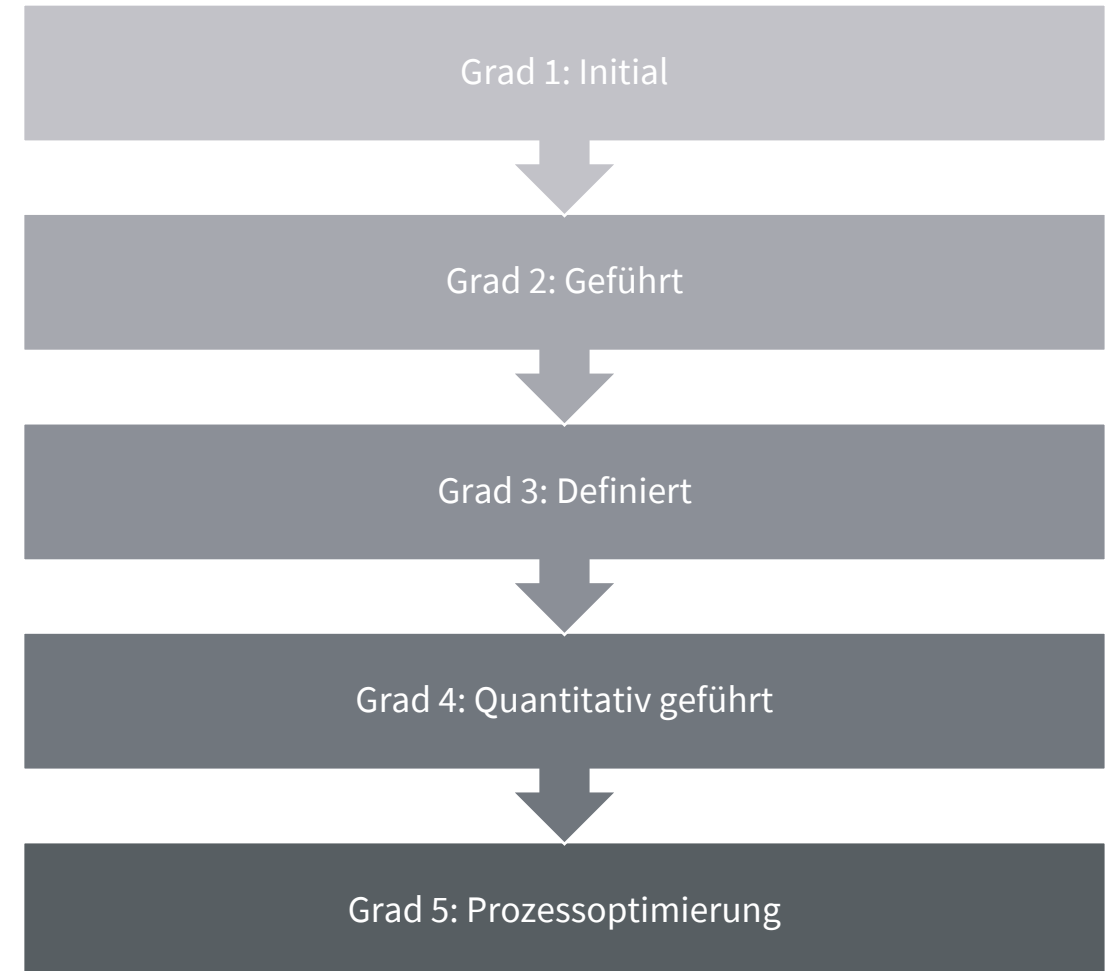 Grad 1: Initial
Grad 2: Geführt
Grad 3: Definiert
Grad 4: Quantitativ geführt
Grad 5: Prozessoptimierung